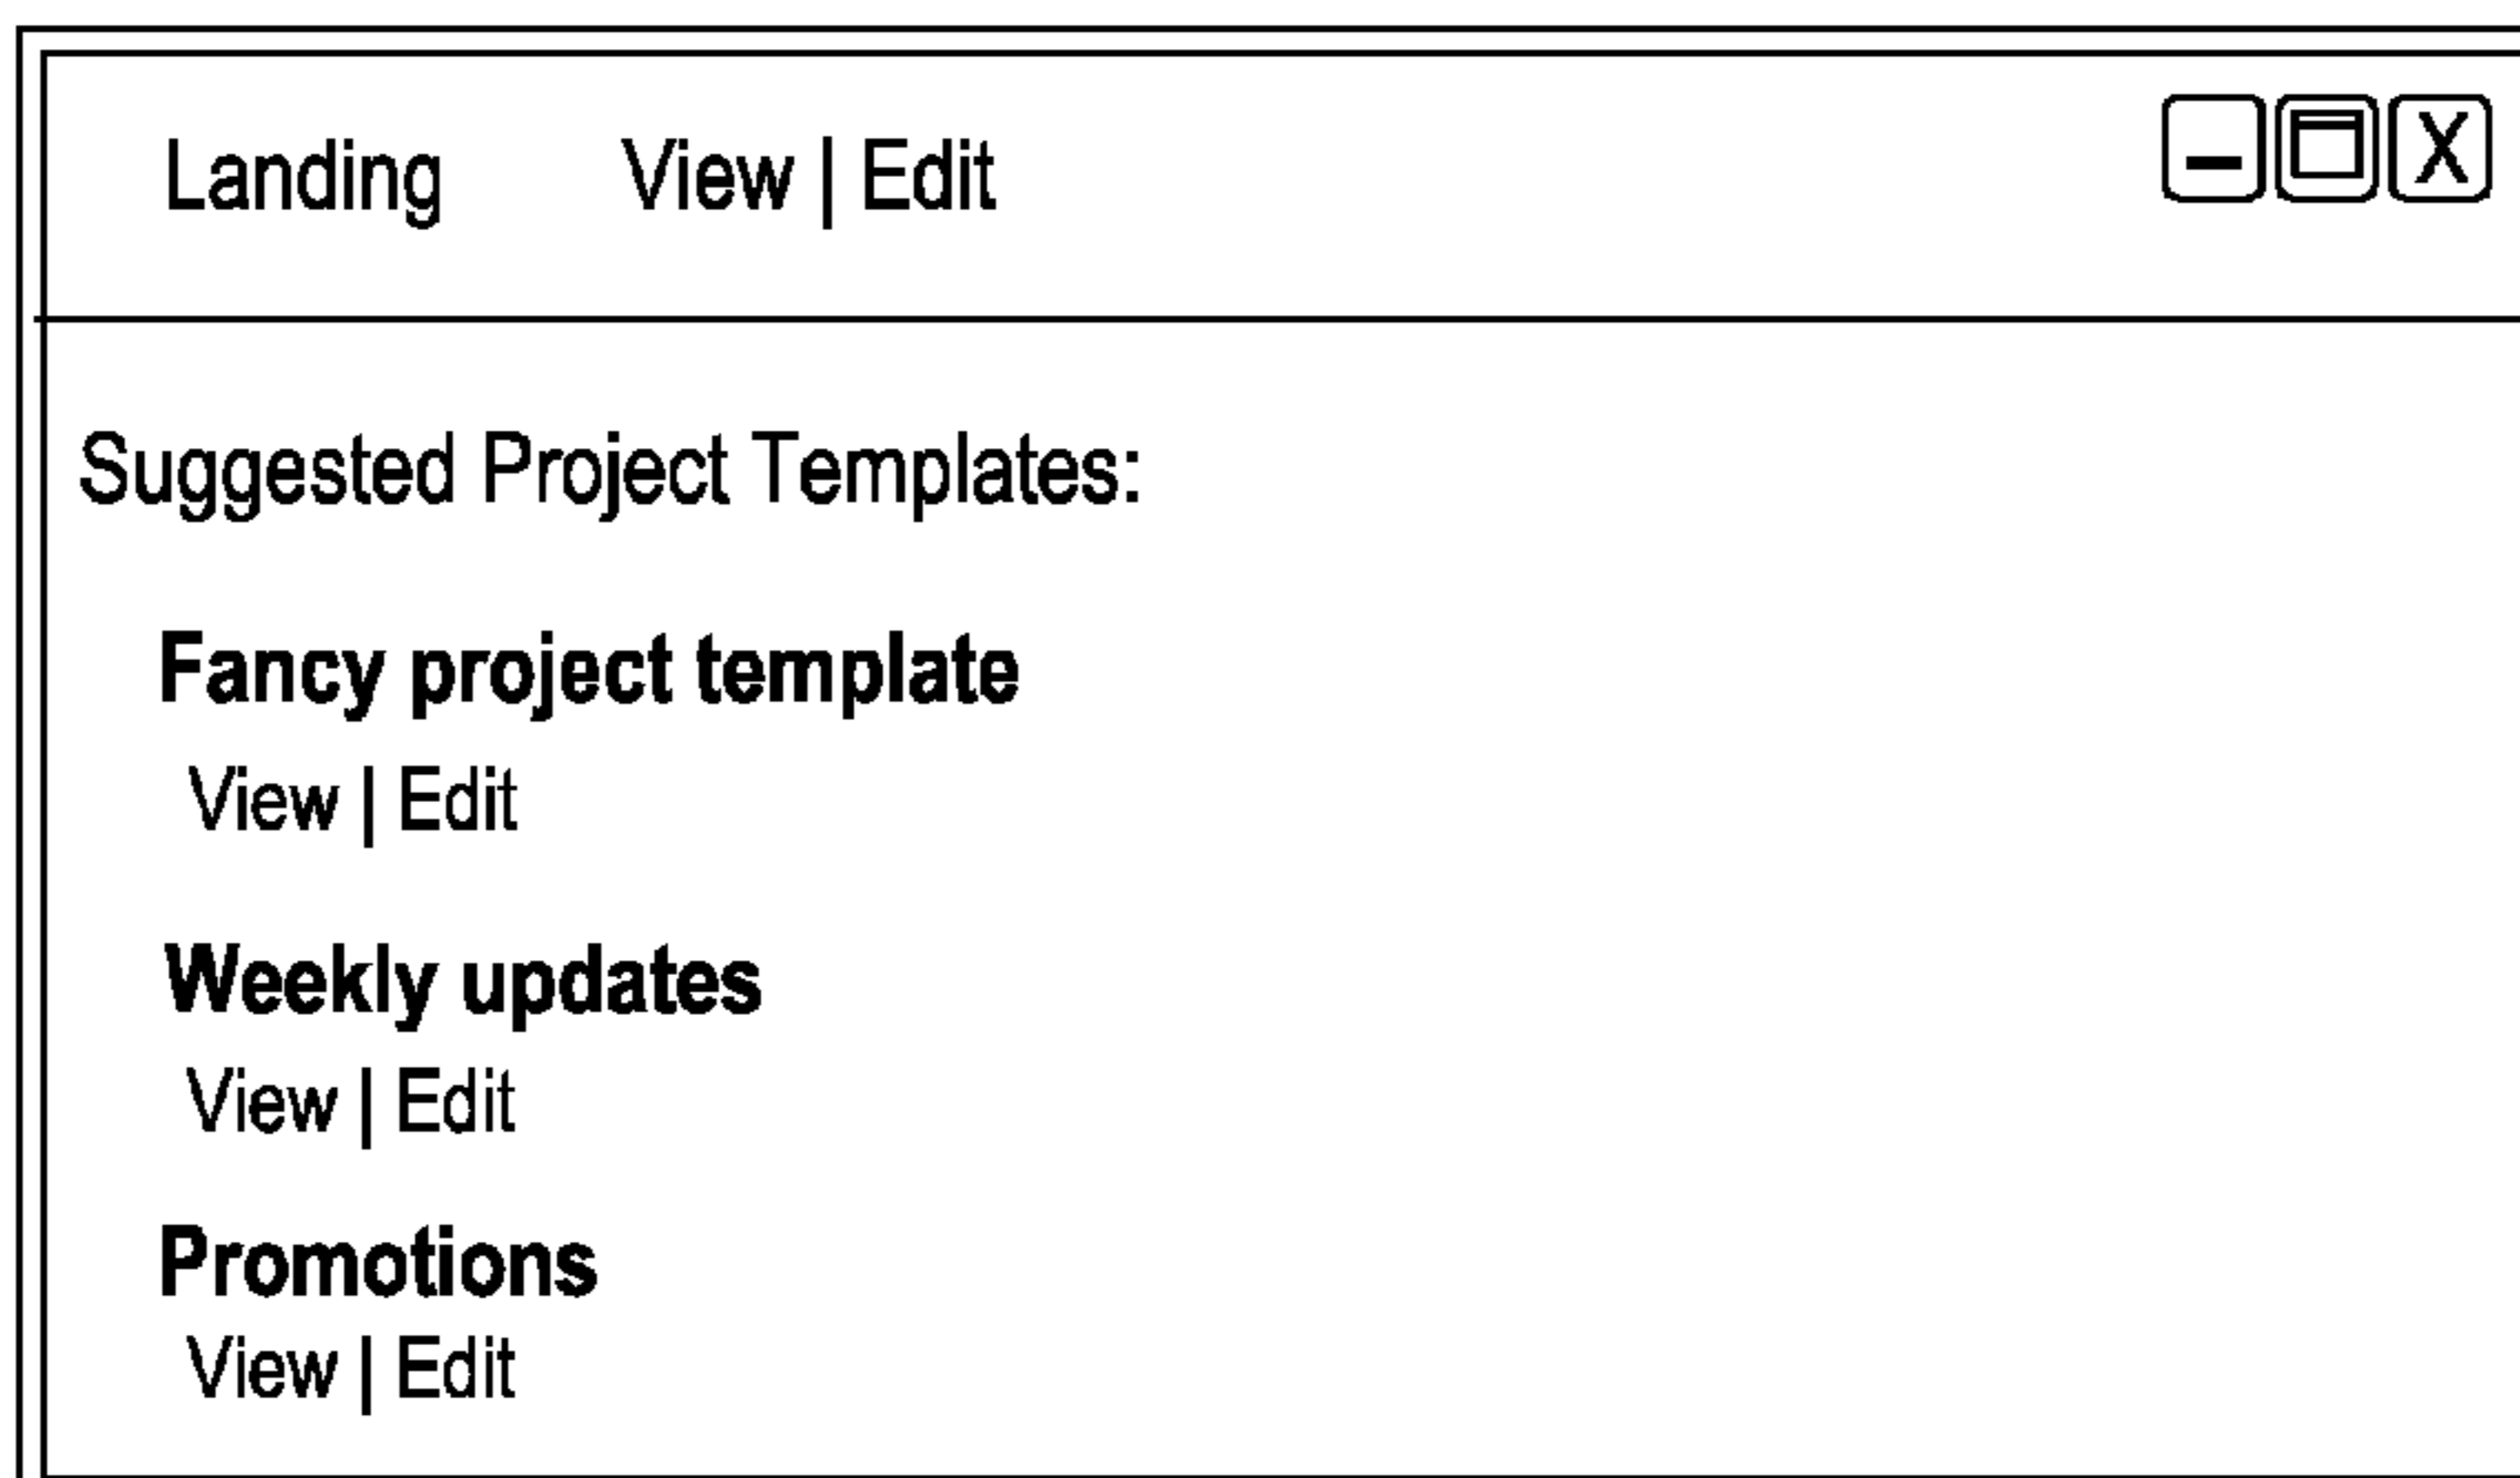 Landing View | Edit
Suggested Project Templates:
Fancy project template
View | Edit
Weekly updates
View | Edit
Promotions
View | Edit